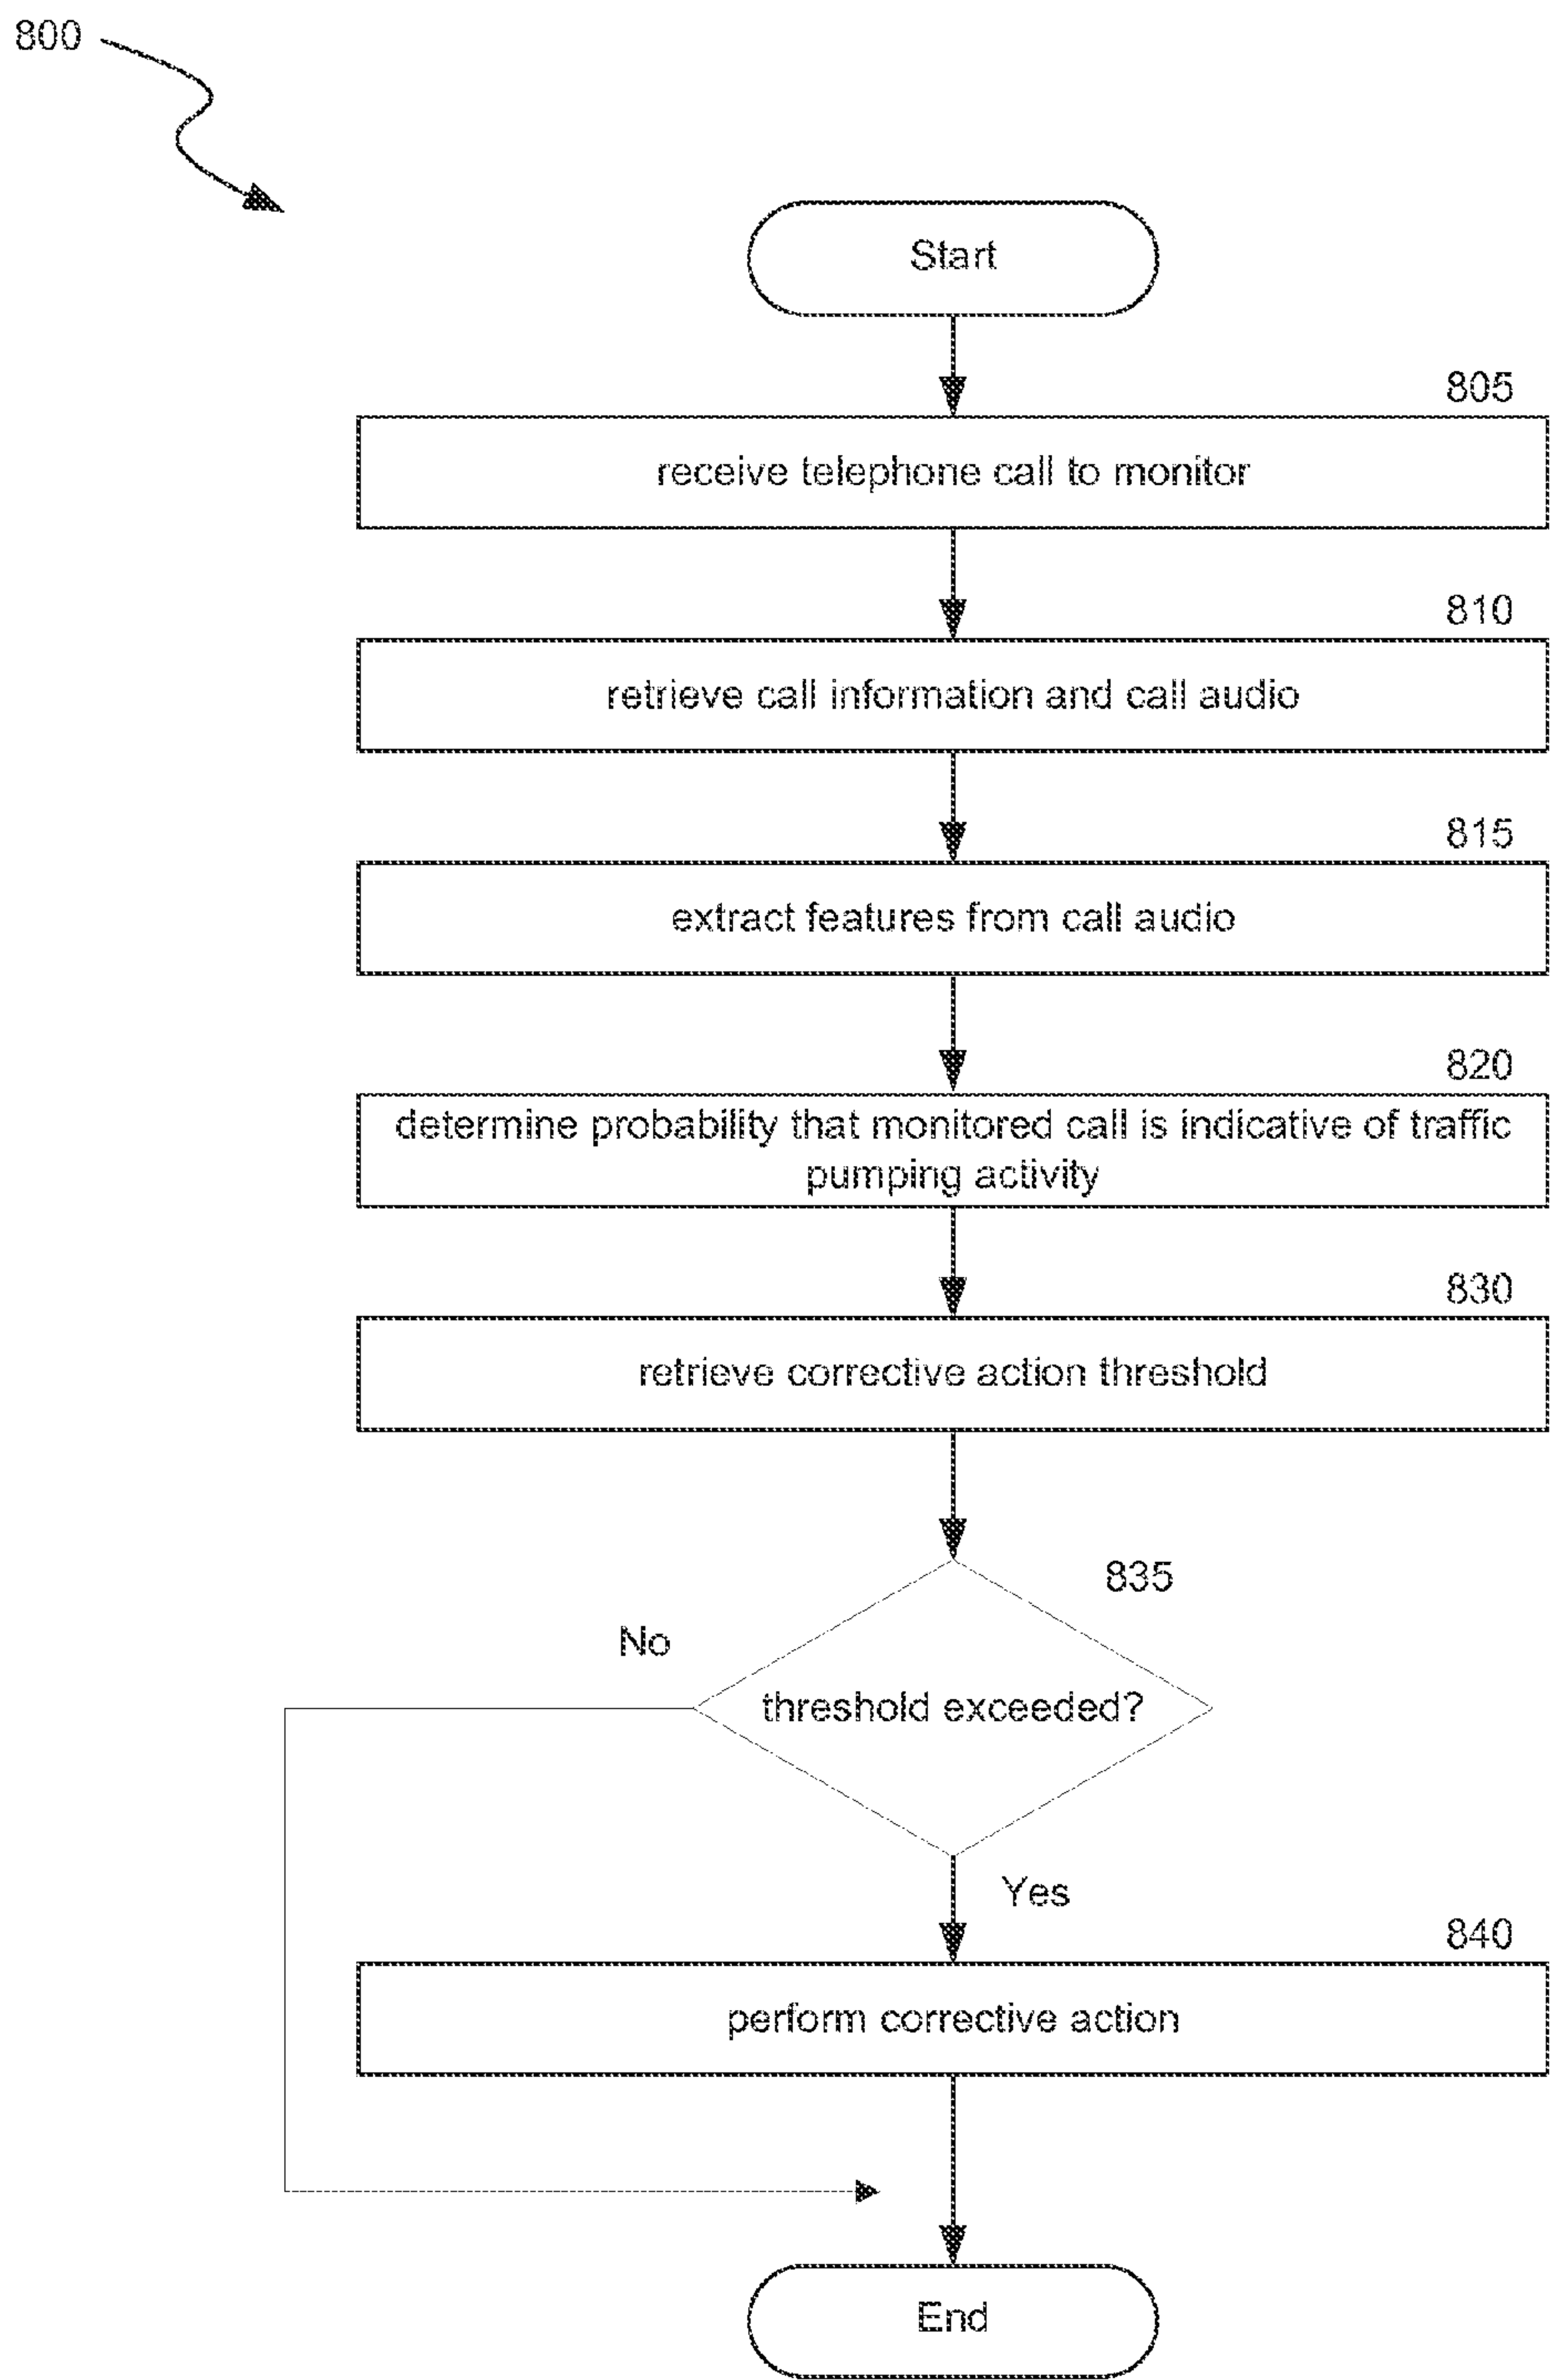 800
Start
805
receive telephone call to monitor
810
retrieve call information and call audio
815
extract features from call audio
820
determine probability that monitored call is indicative of traffic
pumping activity
830
retrieve corrective action threshold
835
No
threshold exceeded?
Yes
840
perform corrective action
End